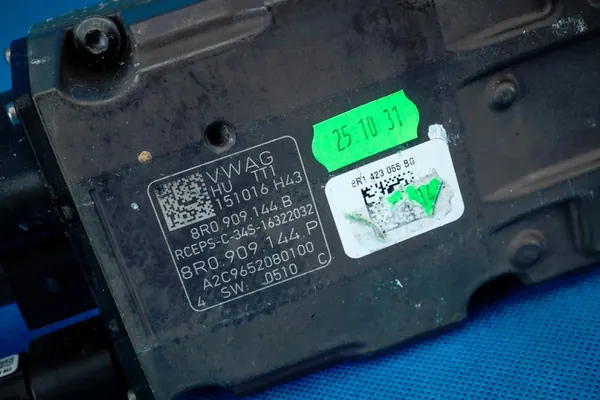 VWAG
HU TT1
151016 H43
8R0.909.144.B
RCEPS-C-34S-16322032
8R0.909.144.P
A2C9652080100
4 SW: 0510 C
25.10 31
8R1 423 055 BG